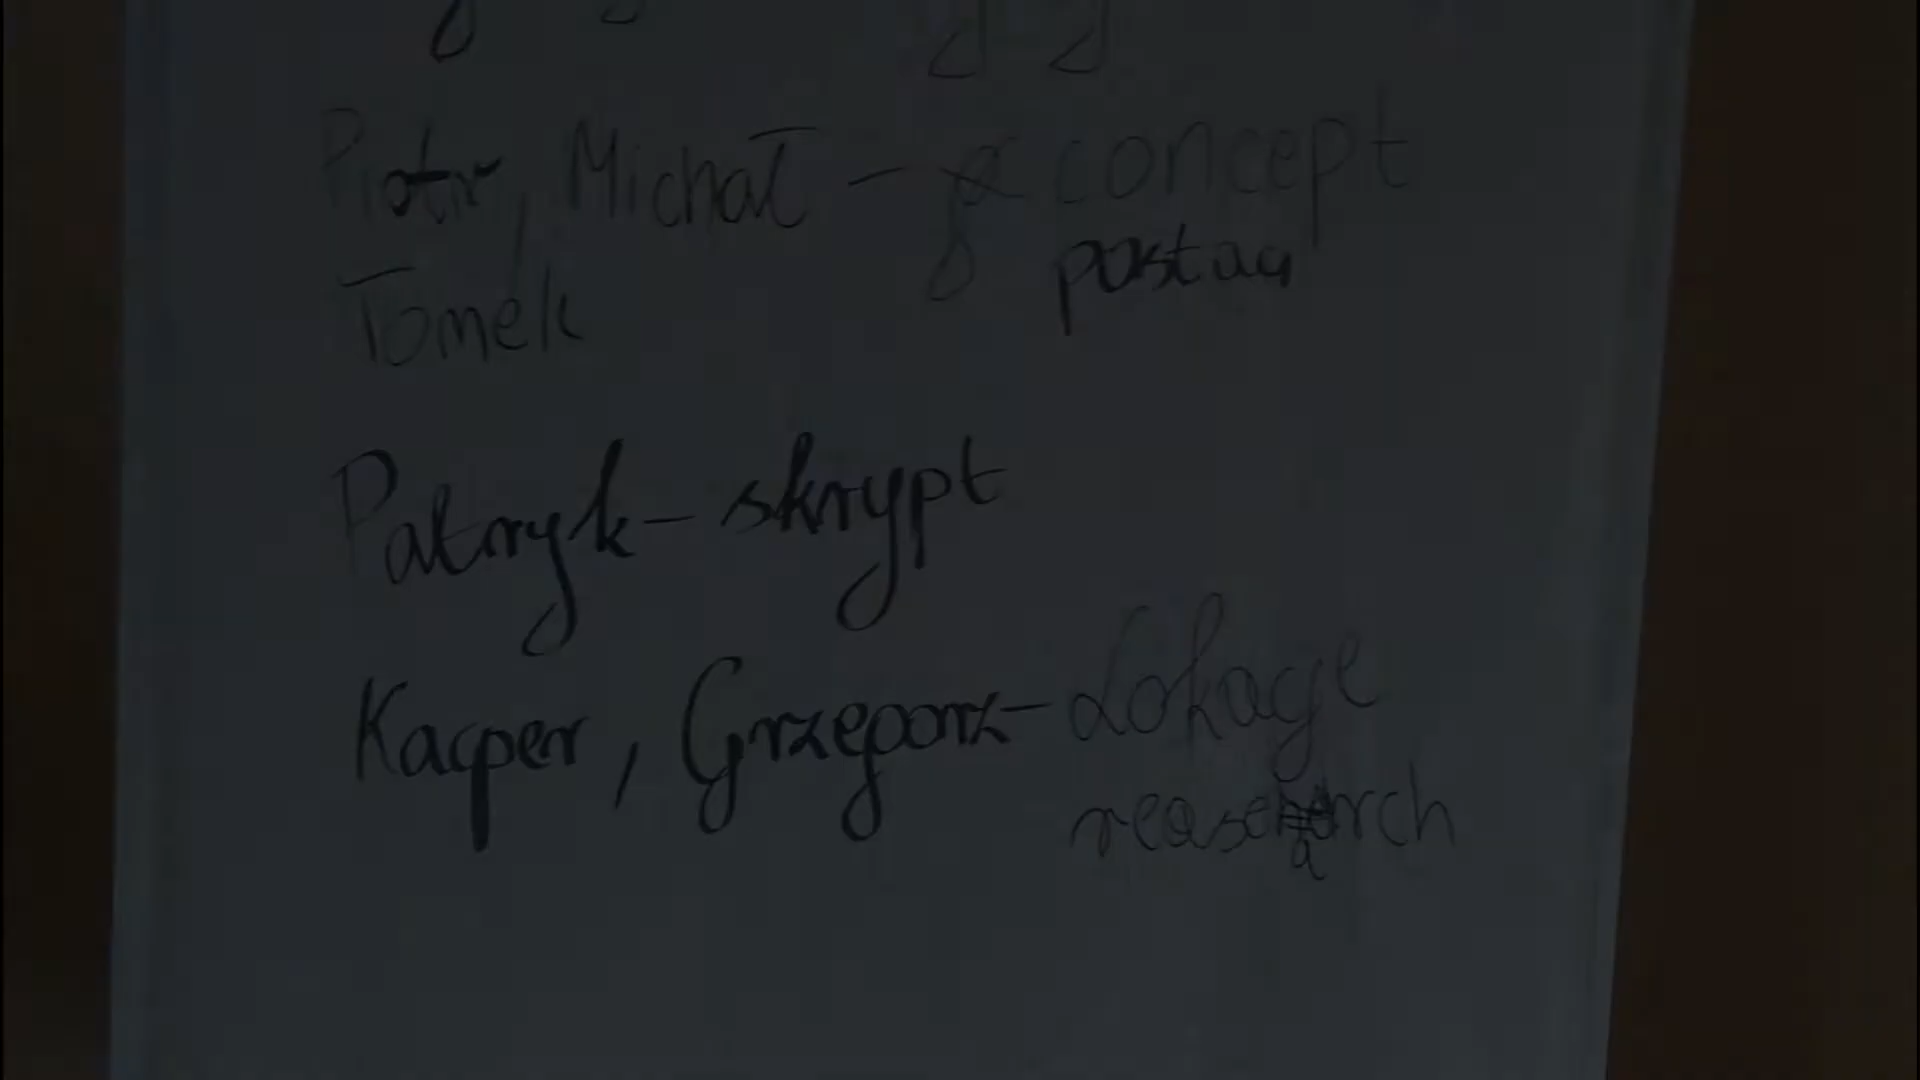 Piotr, Michał - concept
Tomek postaci
Patryk - skrypt
Kacper, Grzegorz - Lokacje
research